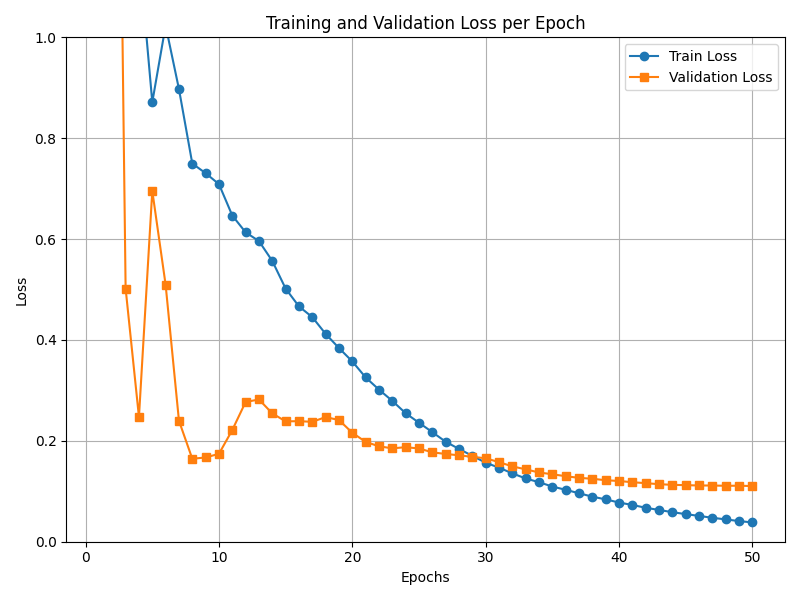 Training and Validation Loss per Epoch
Train Loss
Validation Loss
1.0
0.8
0.6
0.4
0.2
0.0
Loss
0 10 20 30 40 50
Epochs